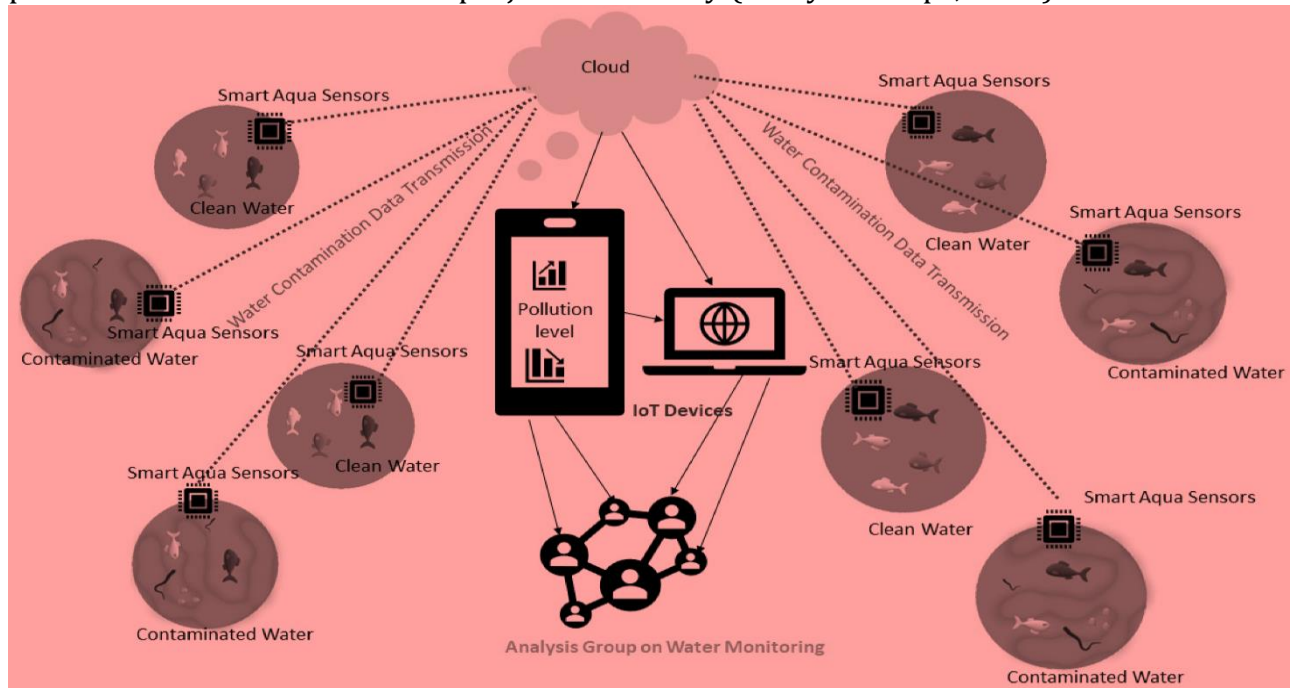 Cloud
Smart Aqua Sensors
Clean Water
Smart Aqua Sensors
Contaminated Water
Water Contamination Data Transmission
Smart Aqua Sensors
Clean Water
Smart Aqua Sensors
Contaminated Water
Pollution
level
IoT Devices
Analysis Group on Water Monitoring
Smart Aqua Sensors
Clean Water
Water Contamination Data Transmission
Smart Aqua Sensors
Contaminated Water
Smart Aqua Sensors
Clean Water
Smart Aqua Sensors
Contaminated Water